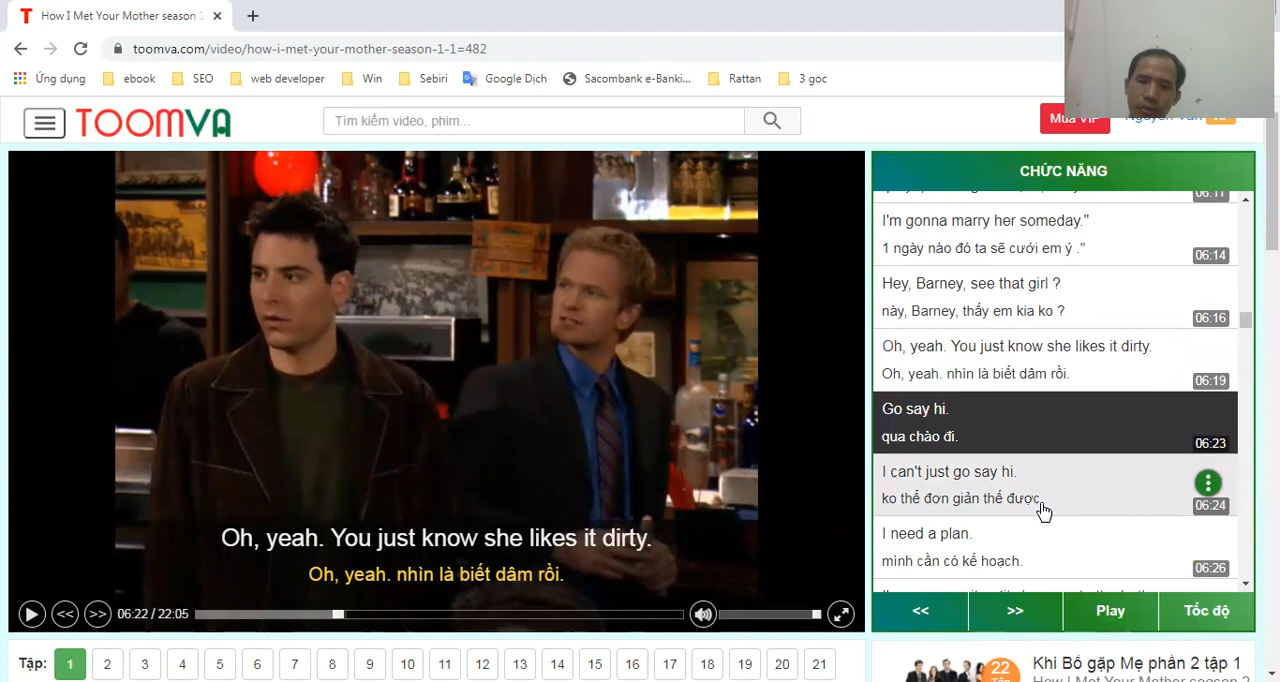 How I Met Your Mother season 1
toomva.com/video/how-i-met-your-mother-season-1-1=482
Ứng dụng ebook SEO web developer Win Sebiri Google Dịch Sacombank e-Banki... Rattan 3 goc
TOOMVA
Tìm kiếm video, phim...
Mua VIP
CHỨC NĂNG
06:11
I'm gonna marry her someday."
1 ngày nào đó ta sẽ cưới em ý ."
06:14
Hey, Barney, see that girl ?
này, Barney, thấy em kia ko ?
06:16
Oh, yeah. You just know she likes it dirty.
Oh, yeah. nhìn là biết dâm rồi.
06:19
Go say hi.
qua chào đi.
06:23
I can't just go say hi.
ko thể đơn giản thế được.
06:24
I need a plan.
mình cần có kế hoạch.
06:26
Oh, yeah. You just know she likes it dirty.
Oh, yeah. nhìn là biết dâm rồi.
<< >> 06:22 / 22:05
<< >> Play Tốc độ
Tập: 1 2 3 4 5 6 7 8 9 10 11 12 13 14 15 16 17 18 19 20 21
22
Tập
Khi Bố gặp Mẹ phần 2 tập 1
How I Met Your Mother season 2